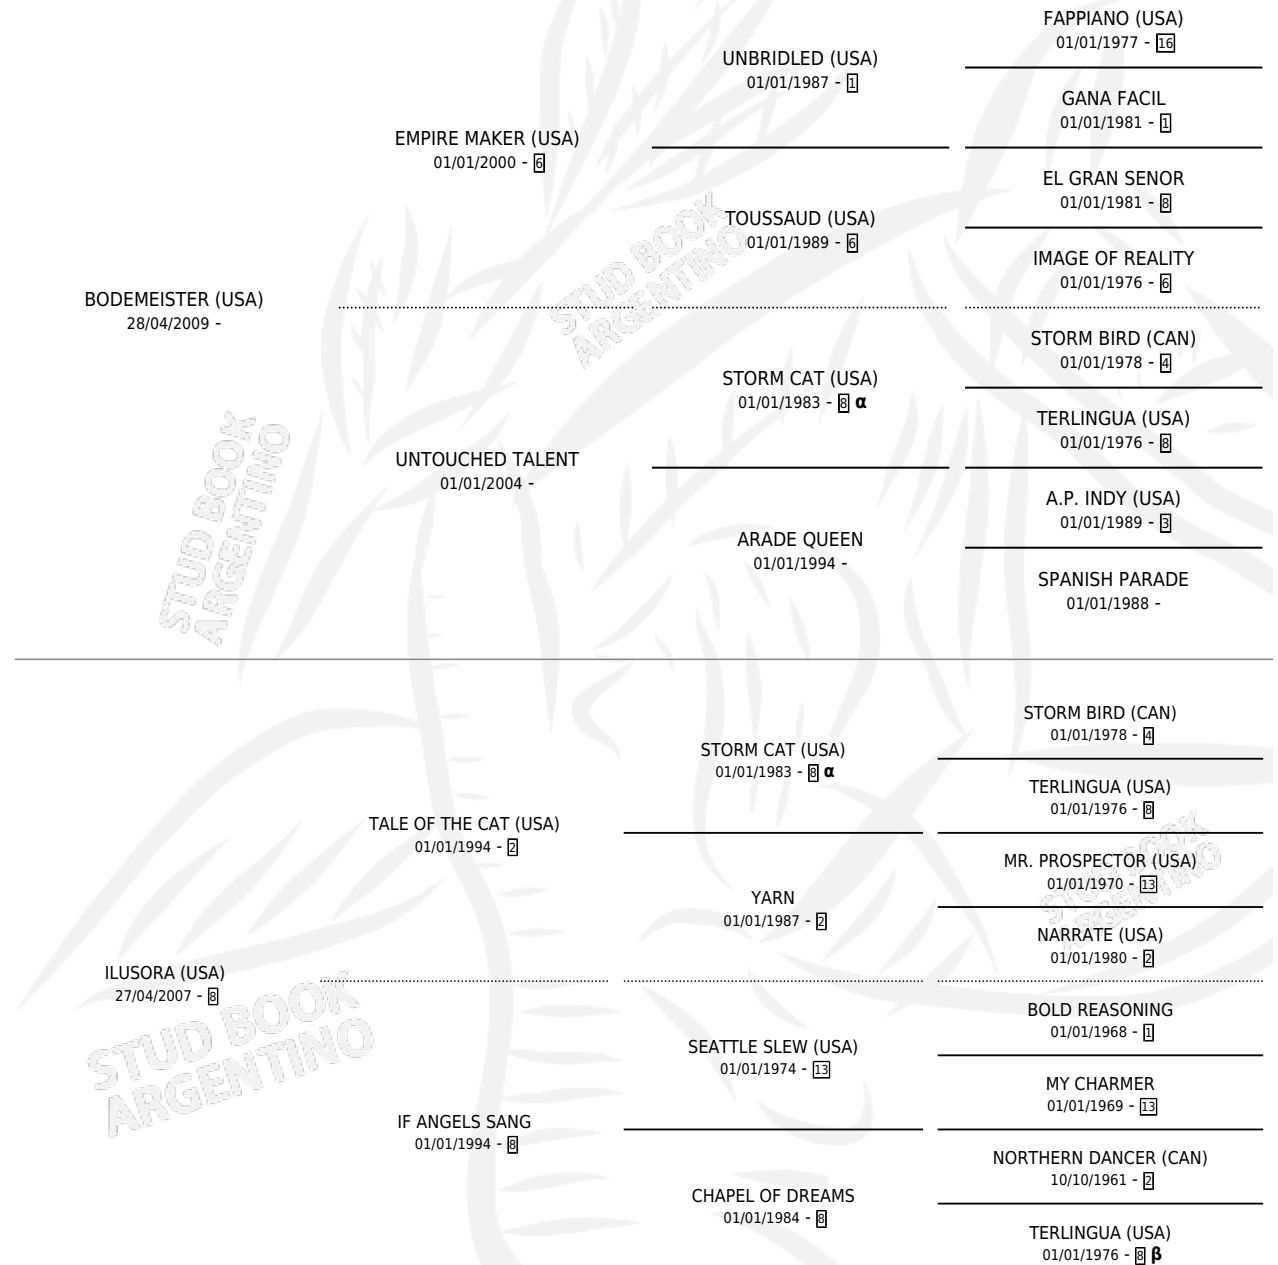 FAPPIANO (USA)
01/01/1977 - 16
UNBRIDLED (USA)
01/01/1987 - 1
GANA FACIL
01/01/1981 - 1
EMPIRE MAKER (USA)
01/01/2000 - 6
EL GRAN SENOR
01/01/1981 - 8
TOUSSAUD (USA)
01/01/1989 - 6
IMAGE OF REALITY
01/01/1976 - 6
STUD BOOK
ARGENTINO
BODEMEISTER (USA)
28/04/2009 -
STORM BIRD (CAN)
01/01/1978 - 4
STORM CAT (USA)
01/01/1983 - 8 α
TERLINGUA (USA)
01/01/1976 - 8
UNTOUCHED TALENT
01/01/2004 -
A.P. INDY (USA)
01/01/1989 - 3
ARADE QUEEN
01/01/1994 -
SPANISH PARADE
01/01/1988 -
STUD BOOK
ARGENTINO
STORM BIRD (CAN)
01/01/1978 - 4
STORM CAT (USA)
01/01/1983 - 8 α
TERLINGUA (USA)
01/01/1976 - 8
TALE OF THE CAT (USA)
01/01/1994 - 2
MR. PROSPECTOR (USA)
01/01/1970 - 13
STUD BOOK
ARGENTINO
YARN
01/01/1987 - 2
NARRATE (USA)
01/01/1980 - 2
ILUSORA (USA)
27/04/2007 - 8
STUD BOOK
ARGENTINO
BOLD REASONING
01/01/1968 - 1
SEATTLE SLEW (USA)
01/01/1974 - 13
MY CHARMER
01/01/1969 - 13
IF ANGELS SANG
01/01/1994 - 8
NORTHERN DANCER (CAN)
10/10/1961 - 2
CHAPEL OF DREAMS
01/01/1984 - 8
TERLINGUA (USA)
01/01/1976 - 8 β